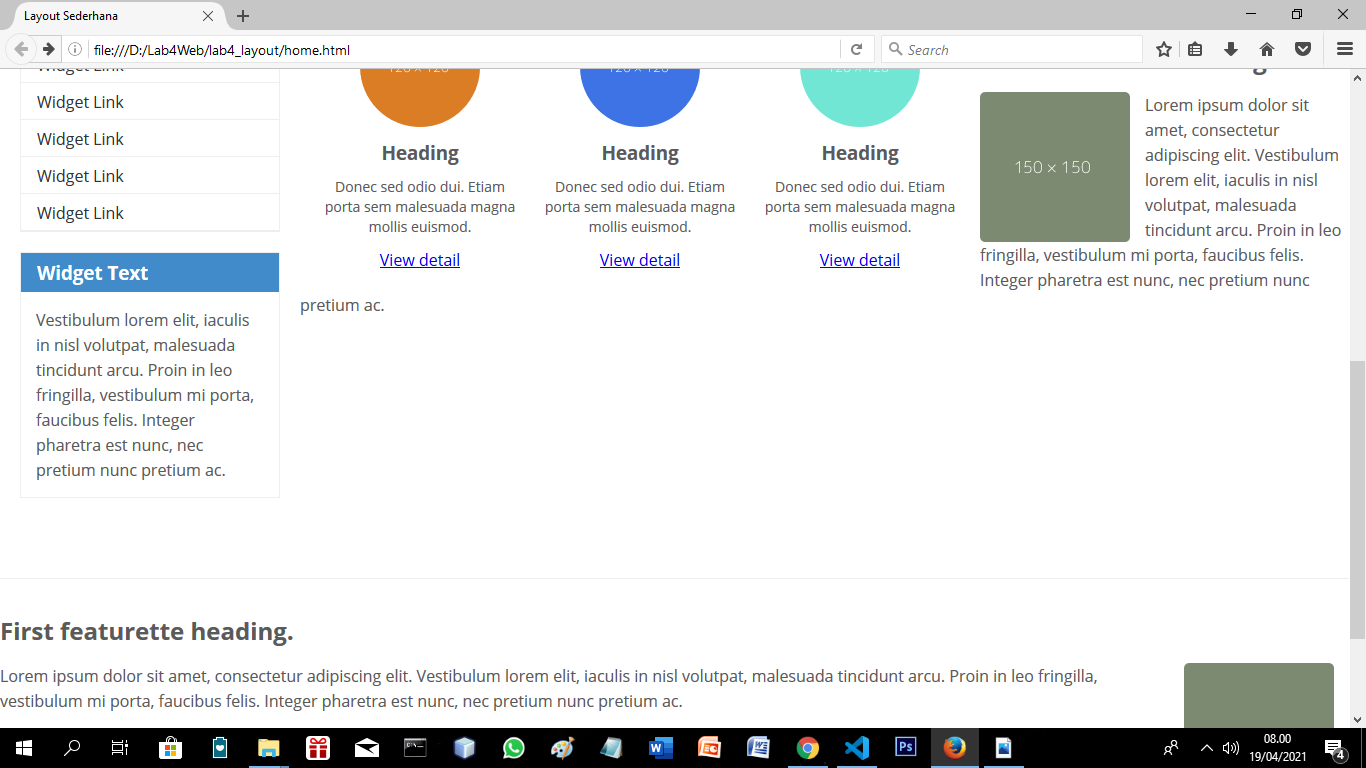 Layout Sederhana
file:///D:/Lab4Web/lab4_layout/home.html
Search
Widget Link
Widget Link
Widget Link
Widget Link
Widget Link
Widget Text
Vestibulum lorem elit, iaculis
in nisl volutpat, malesuada
tincidunt arcu. Proin in leo
fringilla, vestibulum mi porta,
faucibus felis. Integer
pharetra est nunc, nec
pretium nunc pretium ac.
120 × 120
120 × 120
120 × 120
Heading
Donec sed odio dui. Etiam
porta sem malesuada magna
mollis euismod.
View detail
Heading
Donec sed odio dui. Etiam
porta sem malesuada magna
mollis euismod.
View detail
Heading
Donec sed odio dui. Etiam
porta sem malesuada magna
mollis euismod.
View detail
150 × 150
Lorem ipsum dolor sit
amet, consectetur
adipiscing elit. Vestibulum
lorem elit, iaculis in nisl
volutpat, malesuada
tincidunt arcu. Proin in leo
fringilla, vestibulum mi porta, faucibus felis.
Integer pharetra est nunc, nec pretium nunc
pretium ac.
First featurette heading.
Lorem ipsum dolor sit amet, consectetur adipiscing elit. Vestibulum lorem elit, iaculis in nisl volutpat, malesuada tincidunt arcu. Proin in leo fringilla,
vestibulum mi porta, faucibus felis. Integer pharetra est nunc, nec pretium nunc pretium ac.
Ps
08.00
19/04/2021
4